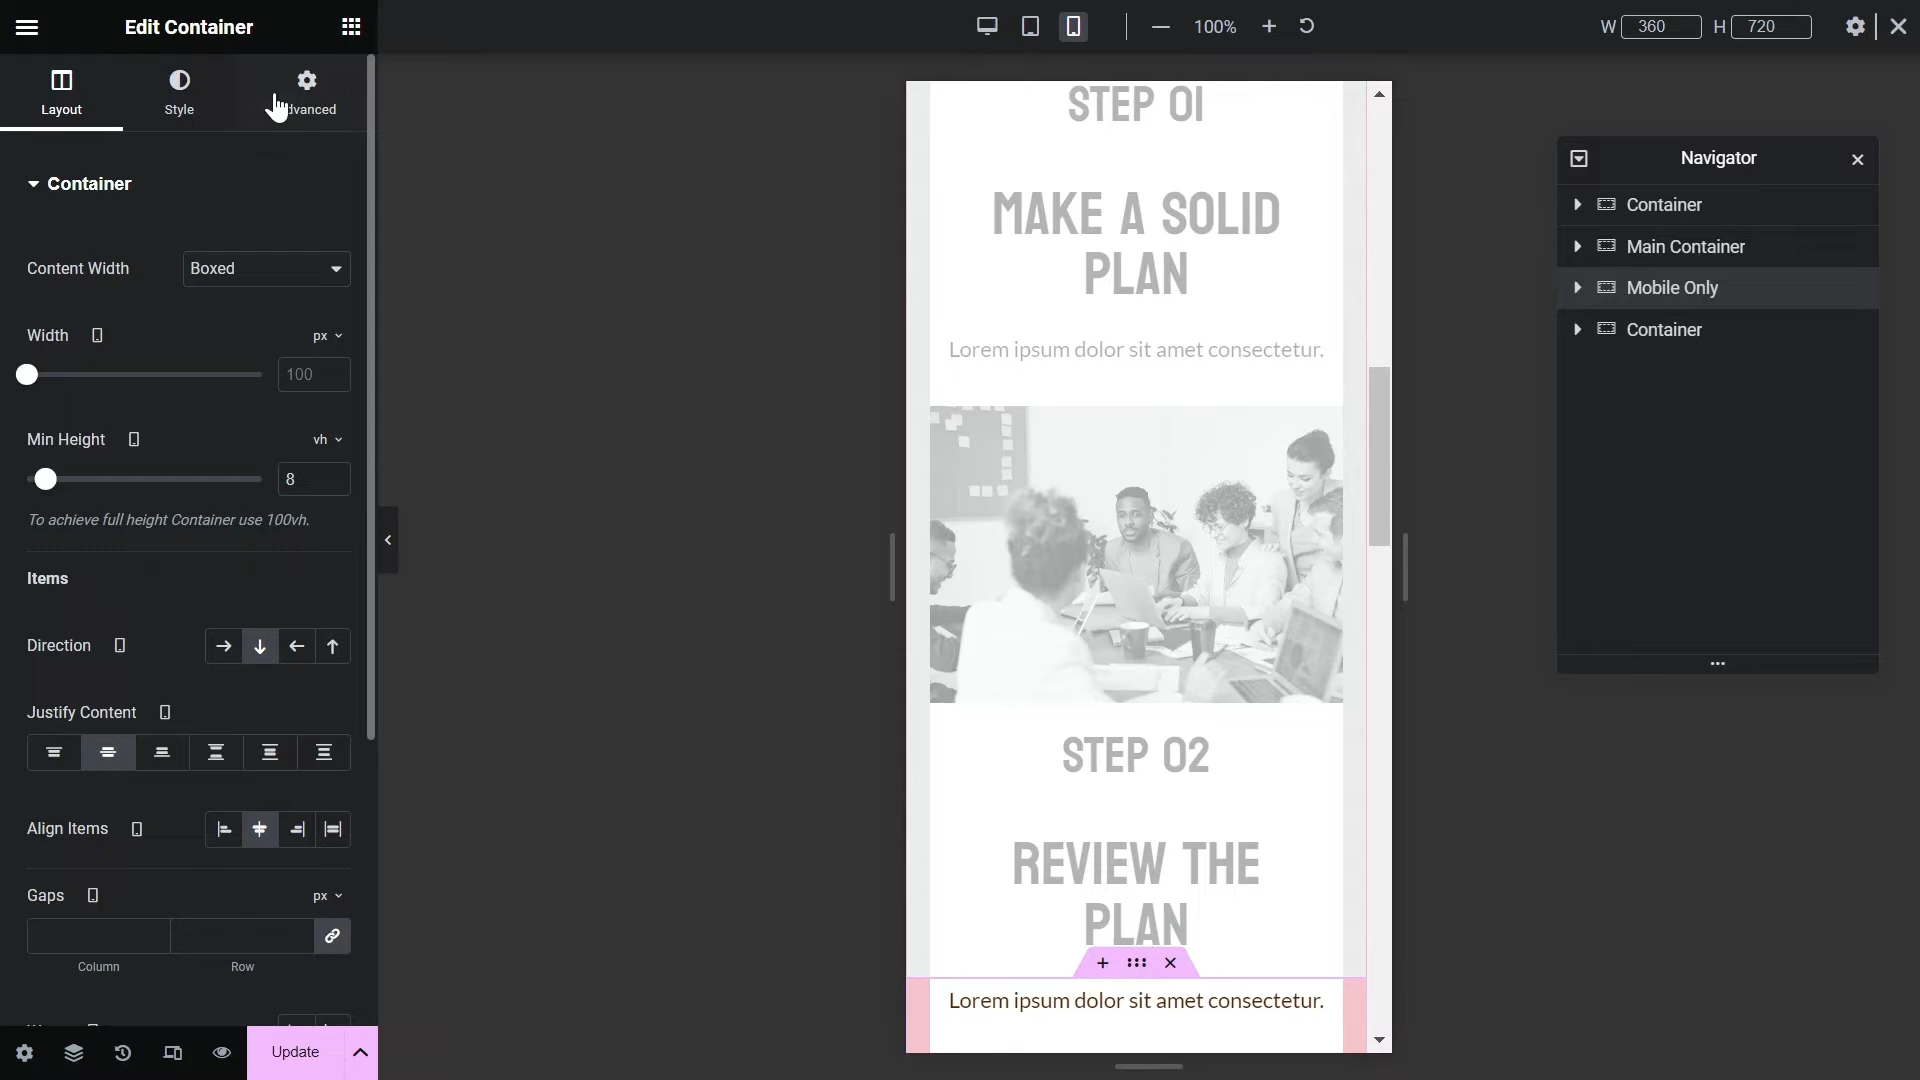 Edit Container
100%
W 360 H 720
Layout
Style
dvanced
Container
Content Width
Boxed
Width
px
100
Min Height
vh
8
To achieve full height Container use 100vh.
Items
Direction
Justify Content
Align Items
Gaps
px
Column
Row
Update
STEP 01
MAKE A SOLID
PLAN
Lorem ipsum dolor sit amet consectetur.
STEP 02
REVIEW THE
PLAN
Lorem ipsum dolor sit amet consectetur.
Navigator
Container
Main Container
Mobile Only
Container